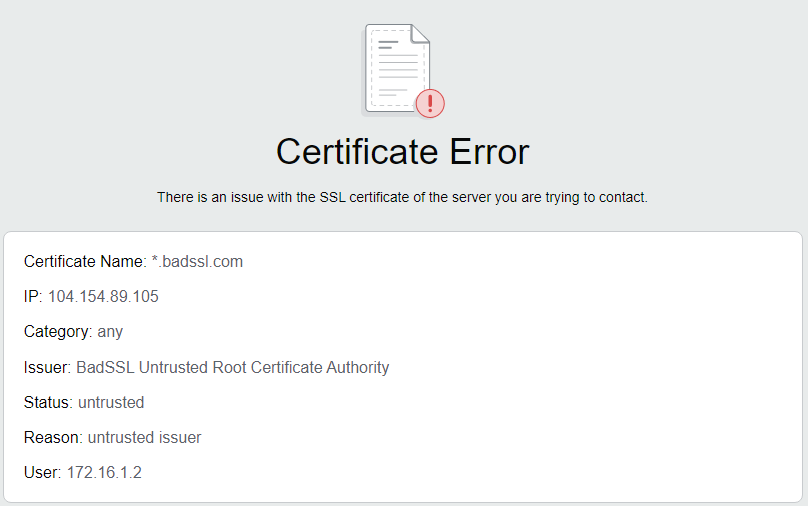 Certificate Error
There is an issue with the SSL certificate of the server you are trying to contact.
Certificate Name: *.badssl.com
IP: 104.154.89.105
Category: any
Issuer: BadSSL Untrusted Root Certificate Authority
Status: untrusted
Reason: untrusted issuer
User: 172.16.1.2